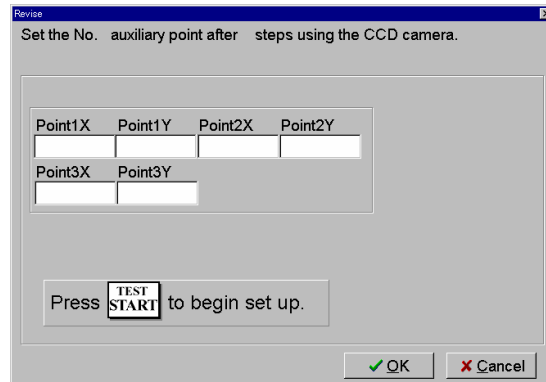 Revise
Set the No. auxiliary point after steps using the CCD camera.
Point1X Point1Y Point2X Point2Y
Point3X Point3Y
Press TEST START to begin set up.
OK Cancel